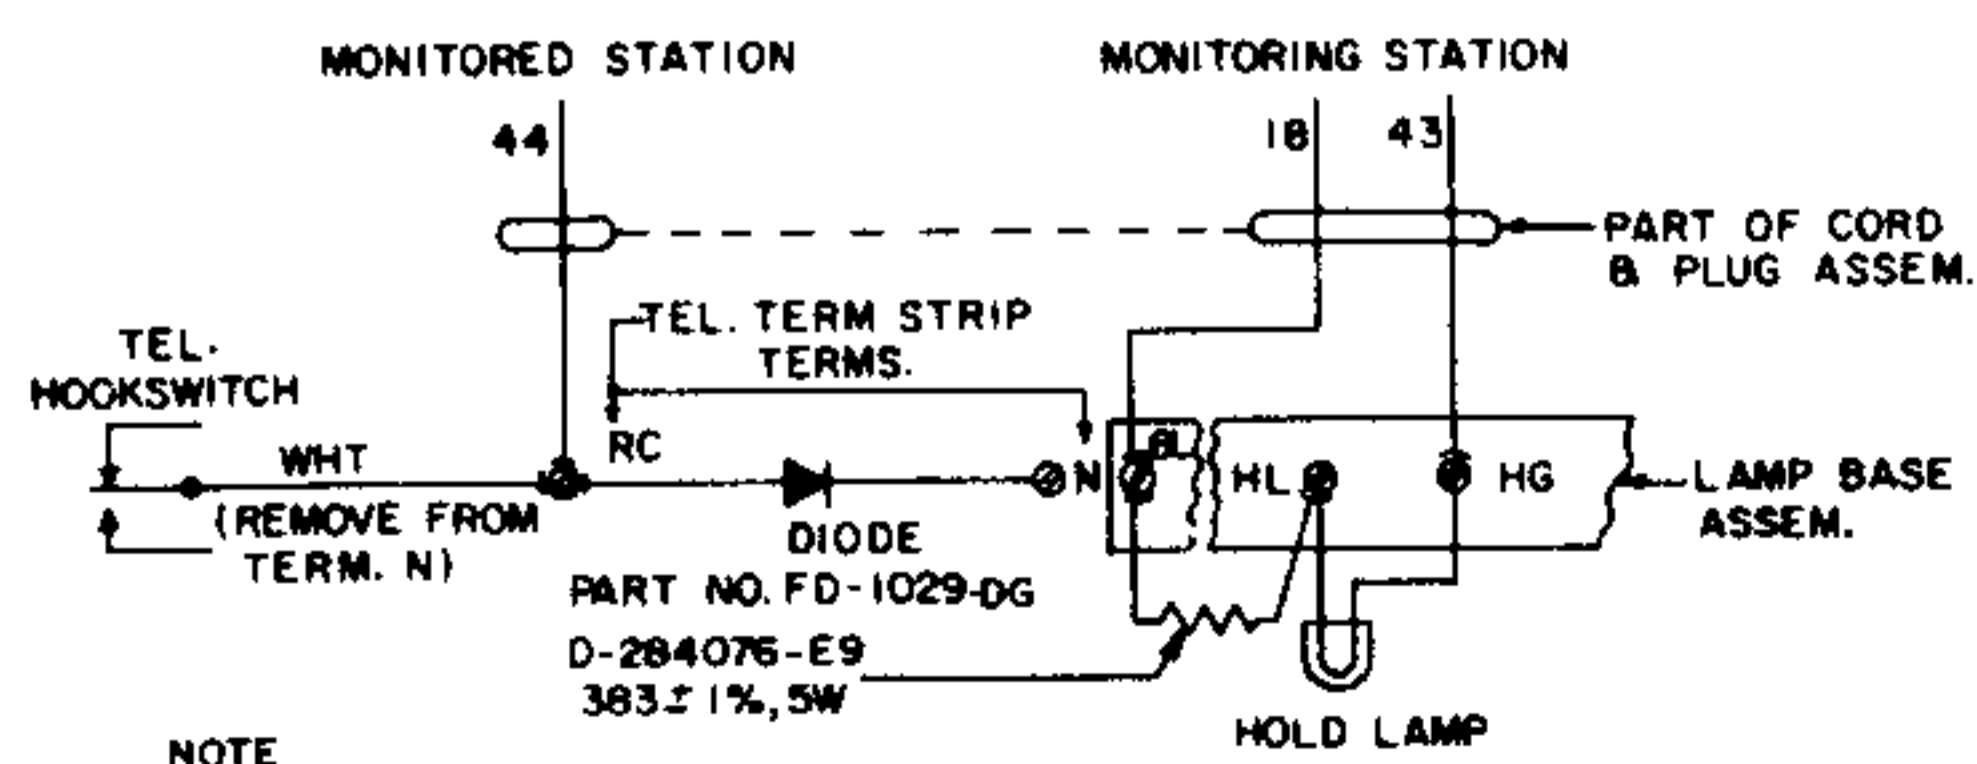 MONITORED STATION
MONITORING STATION
44
18
43
PART OF CORD
& PLUG ASSEM.
TEL. TERM STRIP
TERMS.
TEL.
HOOKSWITCH
RC
WHT
(REMOVE FROM
TERM. N)
N
HL
HG
LAMP BASE
ASSEM.
DIODE
PART NO. FD-1029-DG
D-284076-E9
383± 1%, 5W
HOLD LAMP
NOTE